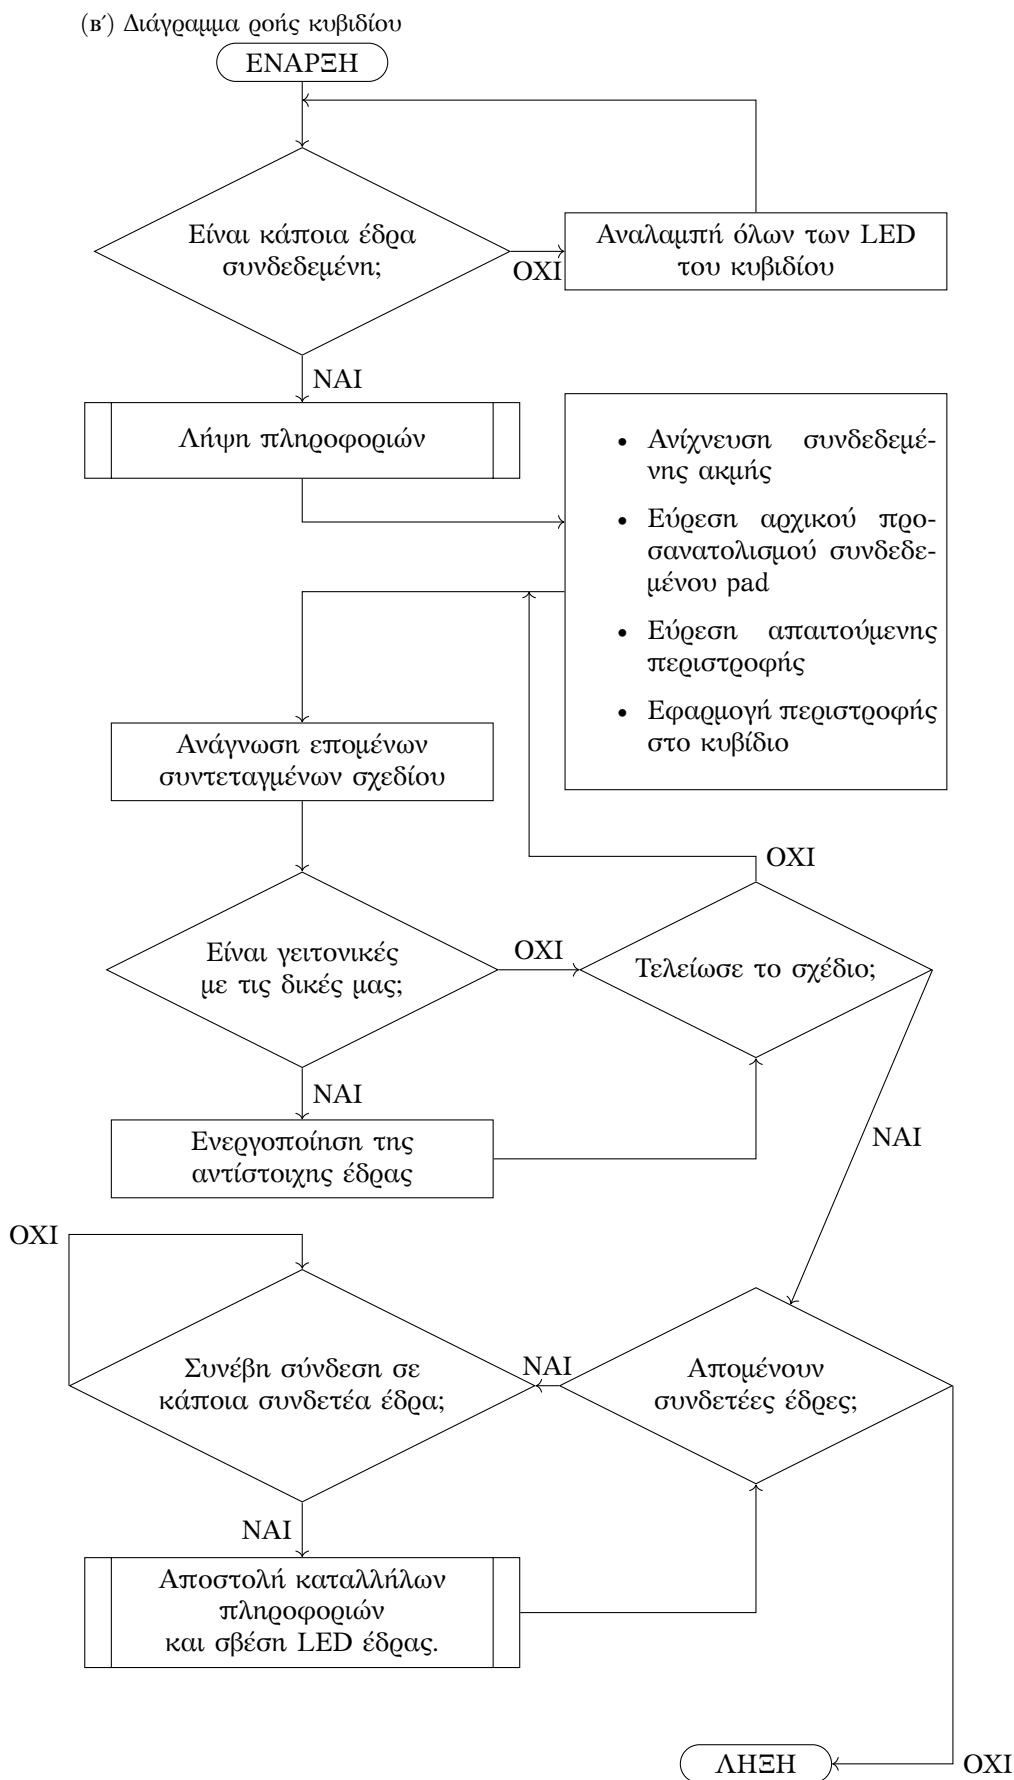 (Βʹ) Διάγραμμα ροής κυβιδίου
ΕΝΑΡΞΗ
Είναι κάποια έδρα
συνδεδεμένη;
ΟΧΙ
Αναλαμπή όλων των LED
του κυβιδίου
ΝΑΙ
Λήψη πληροφοριών
• Ανίχνευση συνδεδεμέ-
νης ακμής
• Εύρεση αρχικού προ-
σανατολισμού συνδεδε-
μένου pad
• Εύρεση απαιτούμενης
περιστροφής
• Εφαρμογή περιστροφής
στο κυβίδιο
Ανάγνωση επομένων
συντεταγμένων σχεδίου
ΟΧΙ
Είναι γειτονικές
με τις δικές μας;
ΟΧΙ
Τελείωσε το σχέδιο;
ΝΑΙ
Ενεργοποίηση της
αντίστοιχης έδρας
ΝΑΙ
ΟΧΙ
Συνέβη σύνδεση σε
κάποια συνδετέα έδρα;
ΝΑΙ
Απομένουν
συνδετέες έδρες;
ΝΑΙ
Αποστολή καταλλήλων
πληροφοριών
και σβέση LED έδρας.
ΛΗΞΗ
ΟΧΙ